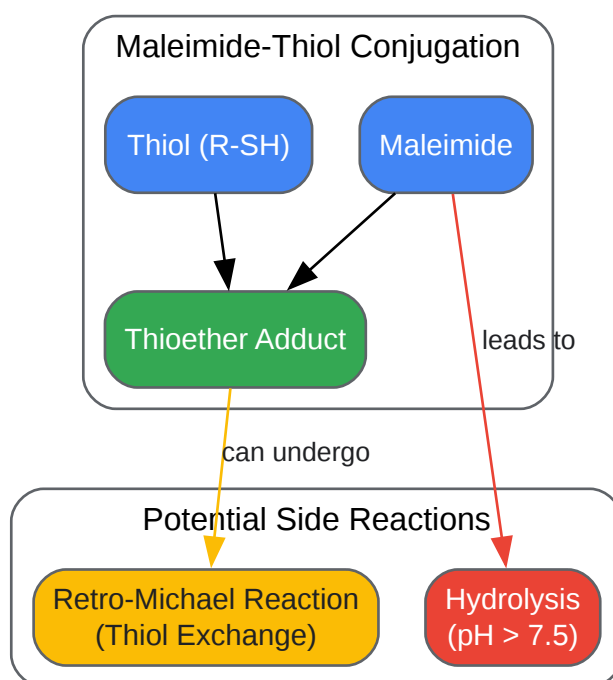 Maleimide-Thiol Conjugation
Thiol (R-SH)
Maleimide
Thioether Adduct
leads to
can undergo
Potential Side Reactions
Retro-Michael Reaction
(Thiol Exchange)
Hydrolysis
(pH > 7.5)